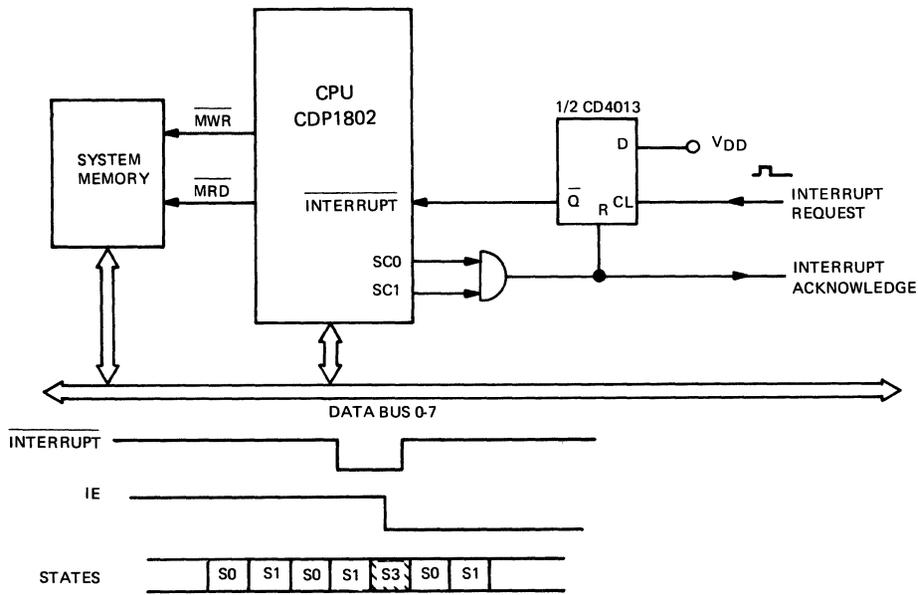 CPU
CDP1802
1/2 CD4013
MWR
D
VDD
SYSTEM
MEMORY
MRD
INTERRUPT
Q
R
CL
INTERRUPT
REQUEST
SC0
SC1
INTERRUPT
ACKNOWLEDGE
DATA BUS 0-7
INTERRUPT
IE
STATES
S0 S1 S0 S1 S3 S0 S1